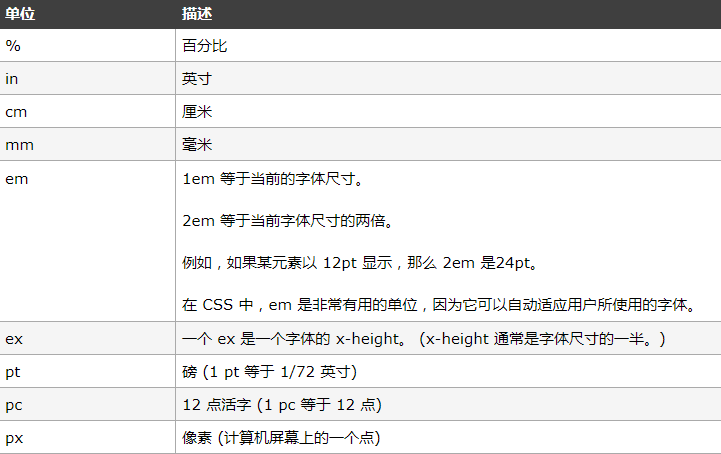 单位 描述
% 百分比
in 英寸
cm 厘米
mm 毫米
em 1em 等于当前的字体尺寸。
2em 等于当前字体尺寸的两倍。
例如，如果某元素以 12pt 显示，那么 2em 是24pt。
在 CSS 中，em 是非常有用的单位，因为它可以自动适应用户所使用的字体。
ex 一个 ex 是一个字体的 x-height。 (x-height 通常是字体尺寸的一半。)
pt 磅 (1 pt 等于 1/72 英寸)
pc 12 点活字 (1 pc 等于 12 点)
px 像素 (计算机屏幕上的一个点)